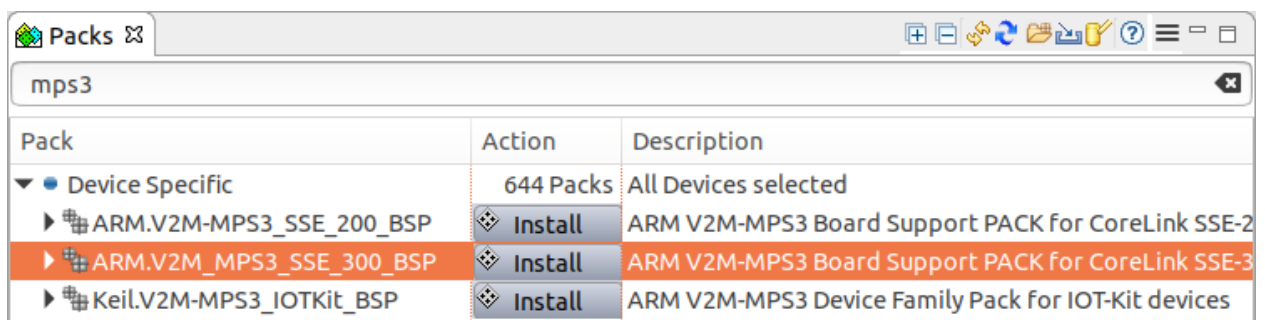 Packs
mps3
Pack Action Description
Device Specific 644 Packs All Devices selected
ARM.V2M-MPS3_SSE_200_BSP Install ARM V2M-MPS3 Board Support PACK for CoreLink SSE-2
ARM.V2M_MPS3_SSE_300_BSP Install ARM V2M-MPS3 Board Support PACK for CoreLink SSE-3
Keil.V2M-MPS3_IOTKit_BSP Install ARM V2M-MPS3 Device Family Pack for IOT-Kit devices